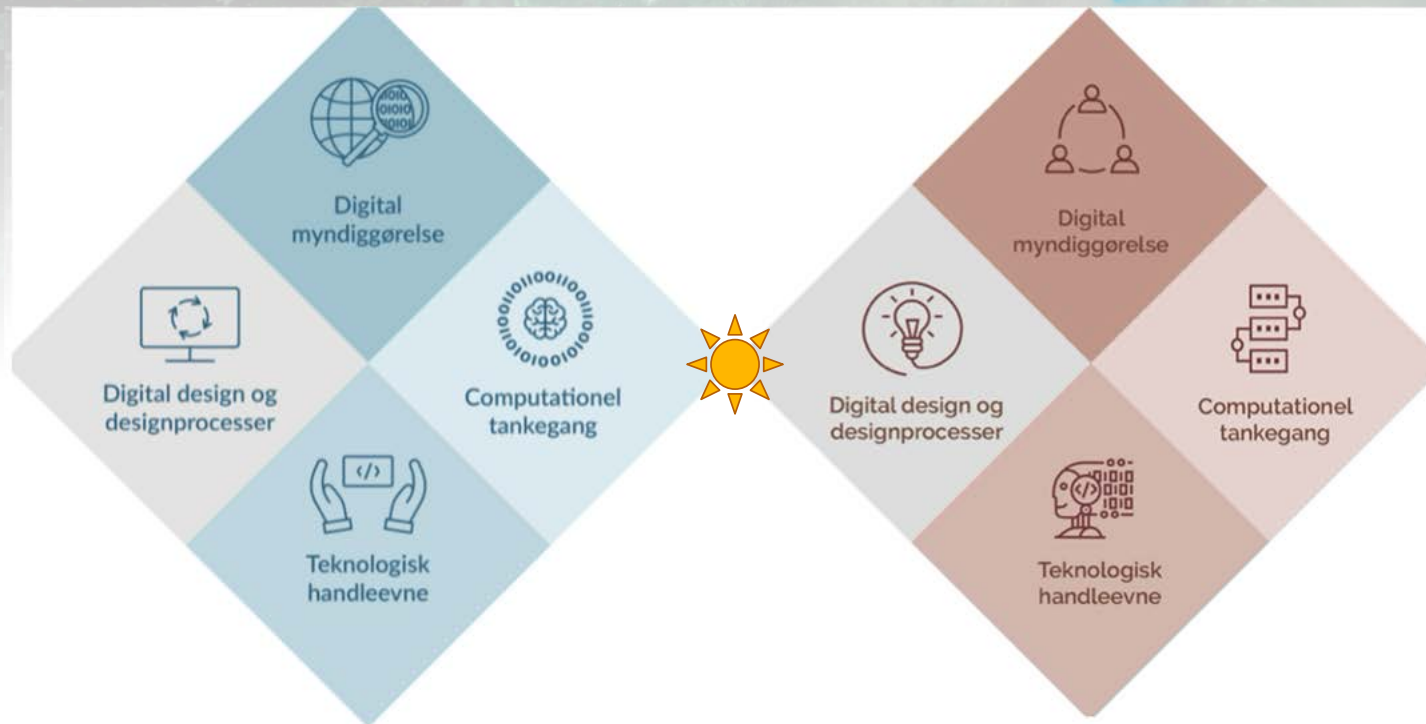 Digital
myndiggørelse
Digital design og
designprocesser
Computationel
tankegang
</>
Teknologisk
handleevne
Digital
myndiggørelse
Digital design og
designprocesser
Computationel
tankegang
</>
Teknologisk
handleevne